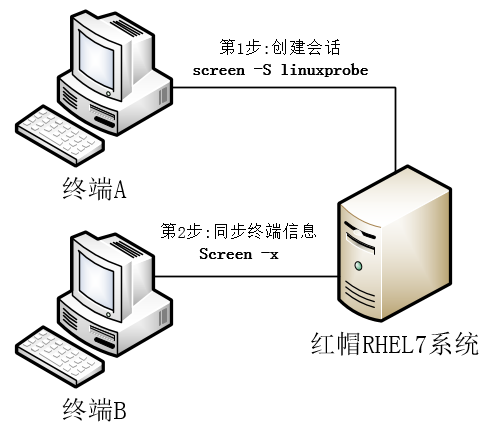 第1步:创建会话
screen -S linuxprobe
终端A
第2步:同步终端信息
Screen -x
红帽RHEL7系统
终端B